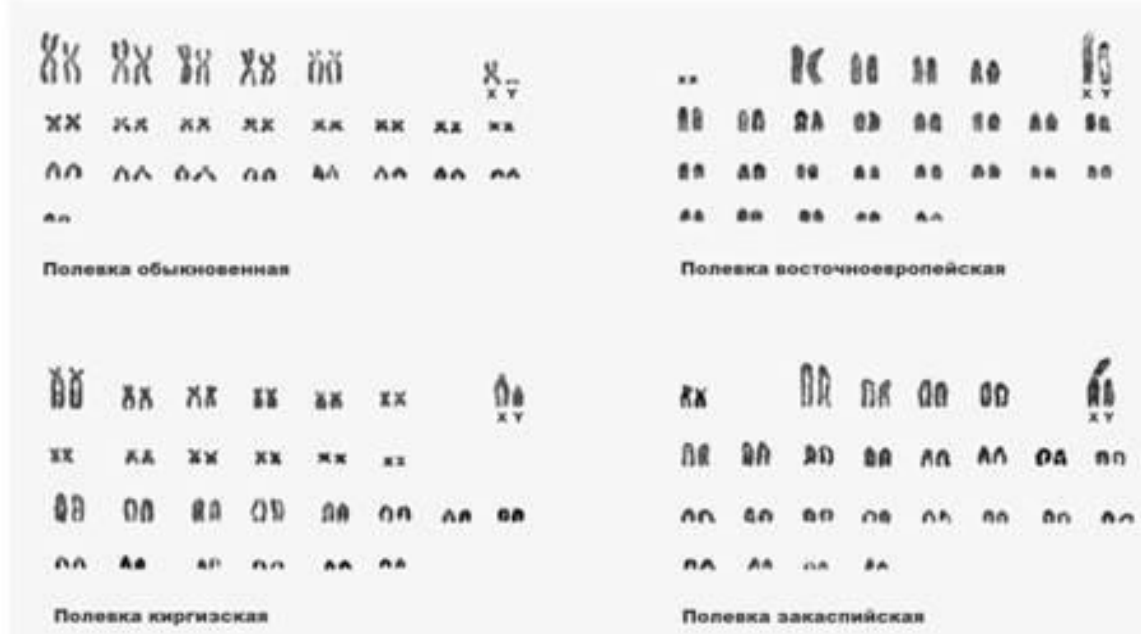 X Y
X Y
Полевка обыкновенная
Полевка восточноевропейская
X Y
X Y
Полевка киргизская
Полевка закаспийская